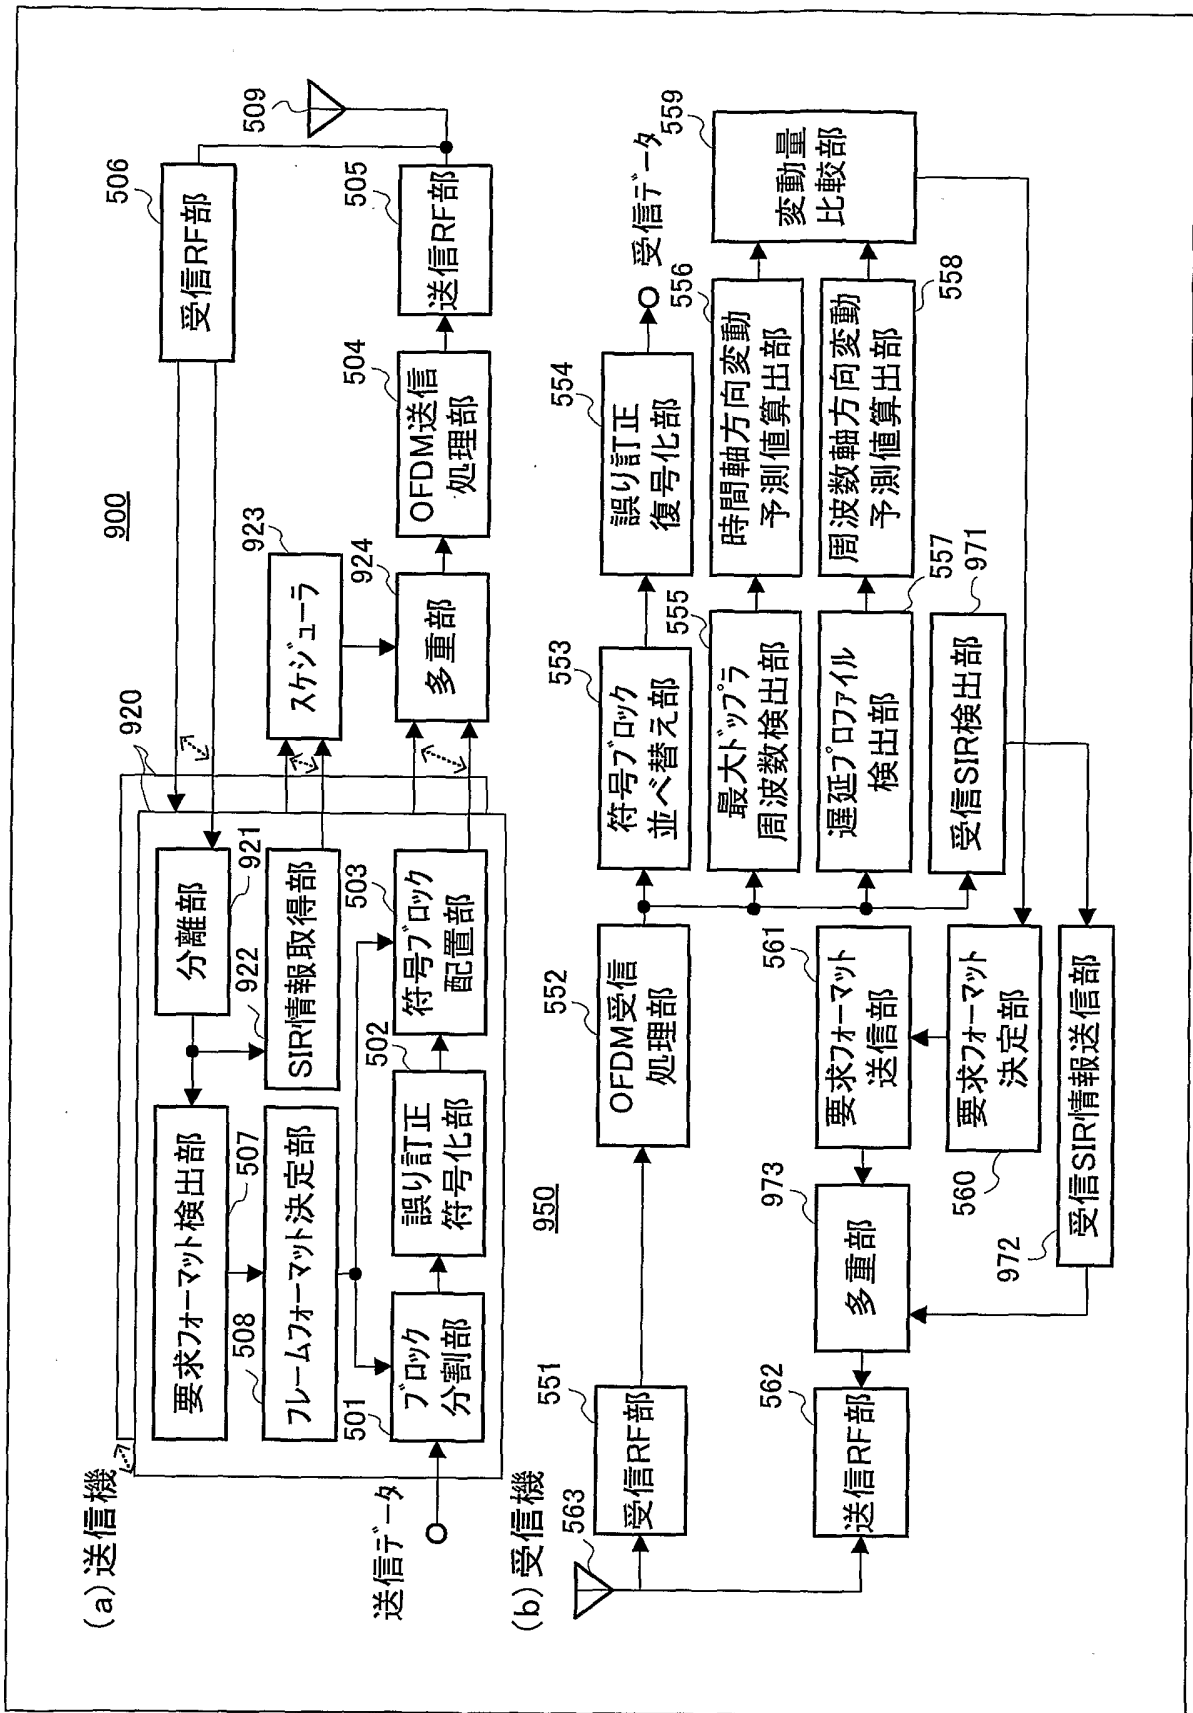 (a)送信機
900
920
要求フォーマット検出部
507
分離部
921
受信RF部
506
509
508
フレームフォーマット決定部
922
SIR情報取得部
スケジューラ
923
送信データ
501
ブロック
分割部
誤り訂正
符号化部
502
符号ブロック
配置部
503
多重部
924
OFDM送信
処理部
504
送信RF部
505
(b)受信機
950
563
受信RF部
551
OFDM受信
処理部
552
符号ブロック
並べ替え部
553
誤り訂正
復号化部
554
受信データ
最大ドップラ
周波数検出部
555
時間軸方向変動
予測値算出部
556
変動量
比較部
559
遅延プロファイル
検出部
557
周波数軸方向変動
予測値算出部
558
受信SIR検出部
971
送信RF部
562
多重部
973
要求フォーマット
送信部
561
要求フォーマット
決定部
560
受信SIR情報送信部
972